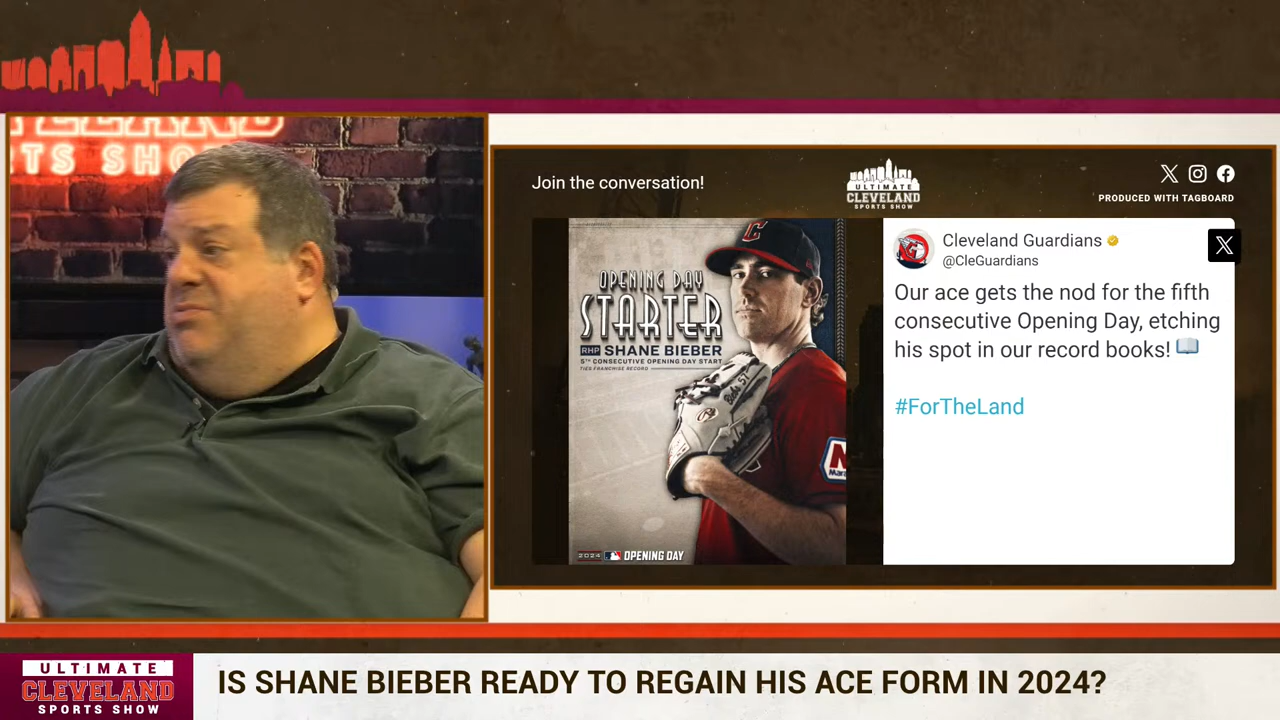 ELAND
RTS SHO
Join the conversation!
ULTIMATE
CLEVELAND
SPORTS SHOW
PRODUCED WITH TAGBOARD
C
OPENING DAY
STARTER
RHP SHANE BIEBER
5TH CONSECUTIVE OPENING DAY START
TIES FRANCHISE RECORD
2024 OPENING DAY
Cleveland Guardians
@CleGuardians
Our ace gets the nod for the fifth
consecutive Opening Day, etching
his spot in our record books! 📖
#ForTheLand
ULTIMATE
CLEVELAND
SPORTS SHOW
IS SHANE BIEBER READY TO REGAIN HIS ACE FORM IN 2024?